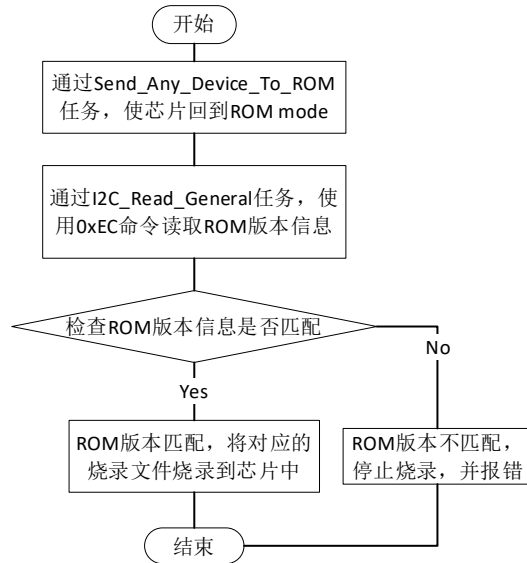 开始
通过Send_Any_Device_To_ROM
任务，使芯片回到ROM mode
通过I2C_Read_General任务，使
用0xEC命令读取ROM版本信息
检查ROM版本信息是否匹配
No
Yes
ROM版本匹配，将对应的
烧录文件烧录到芯片中
ROM版本不匹配，
停止烧录，并报错
结束